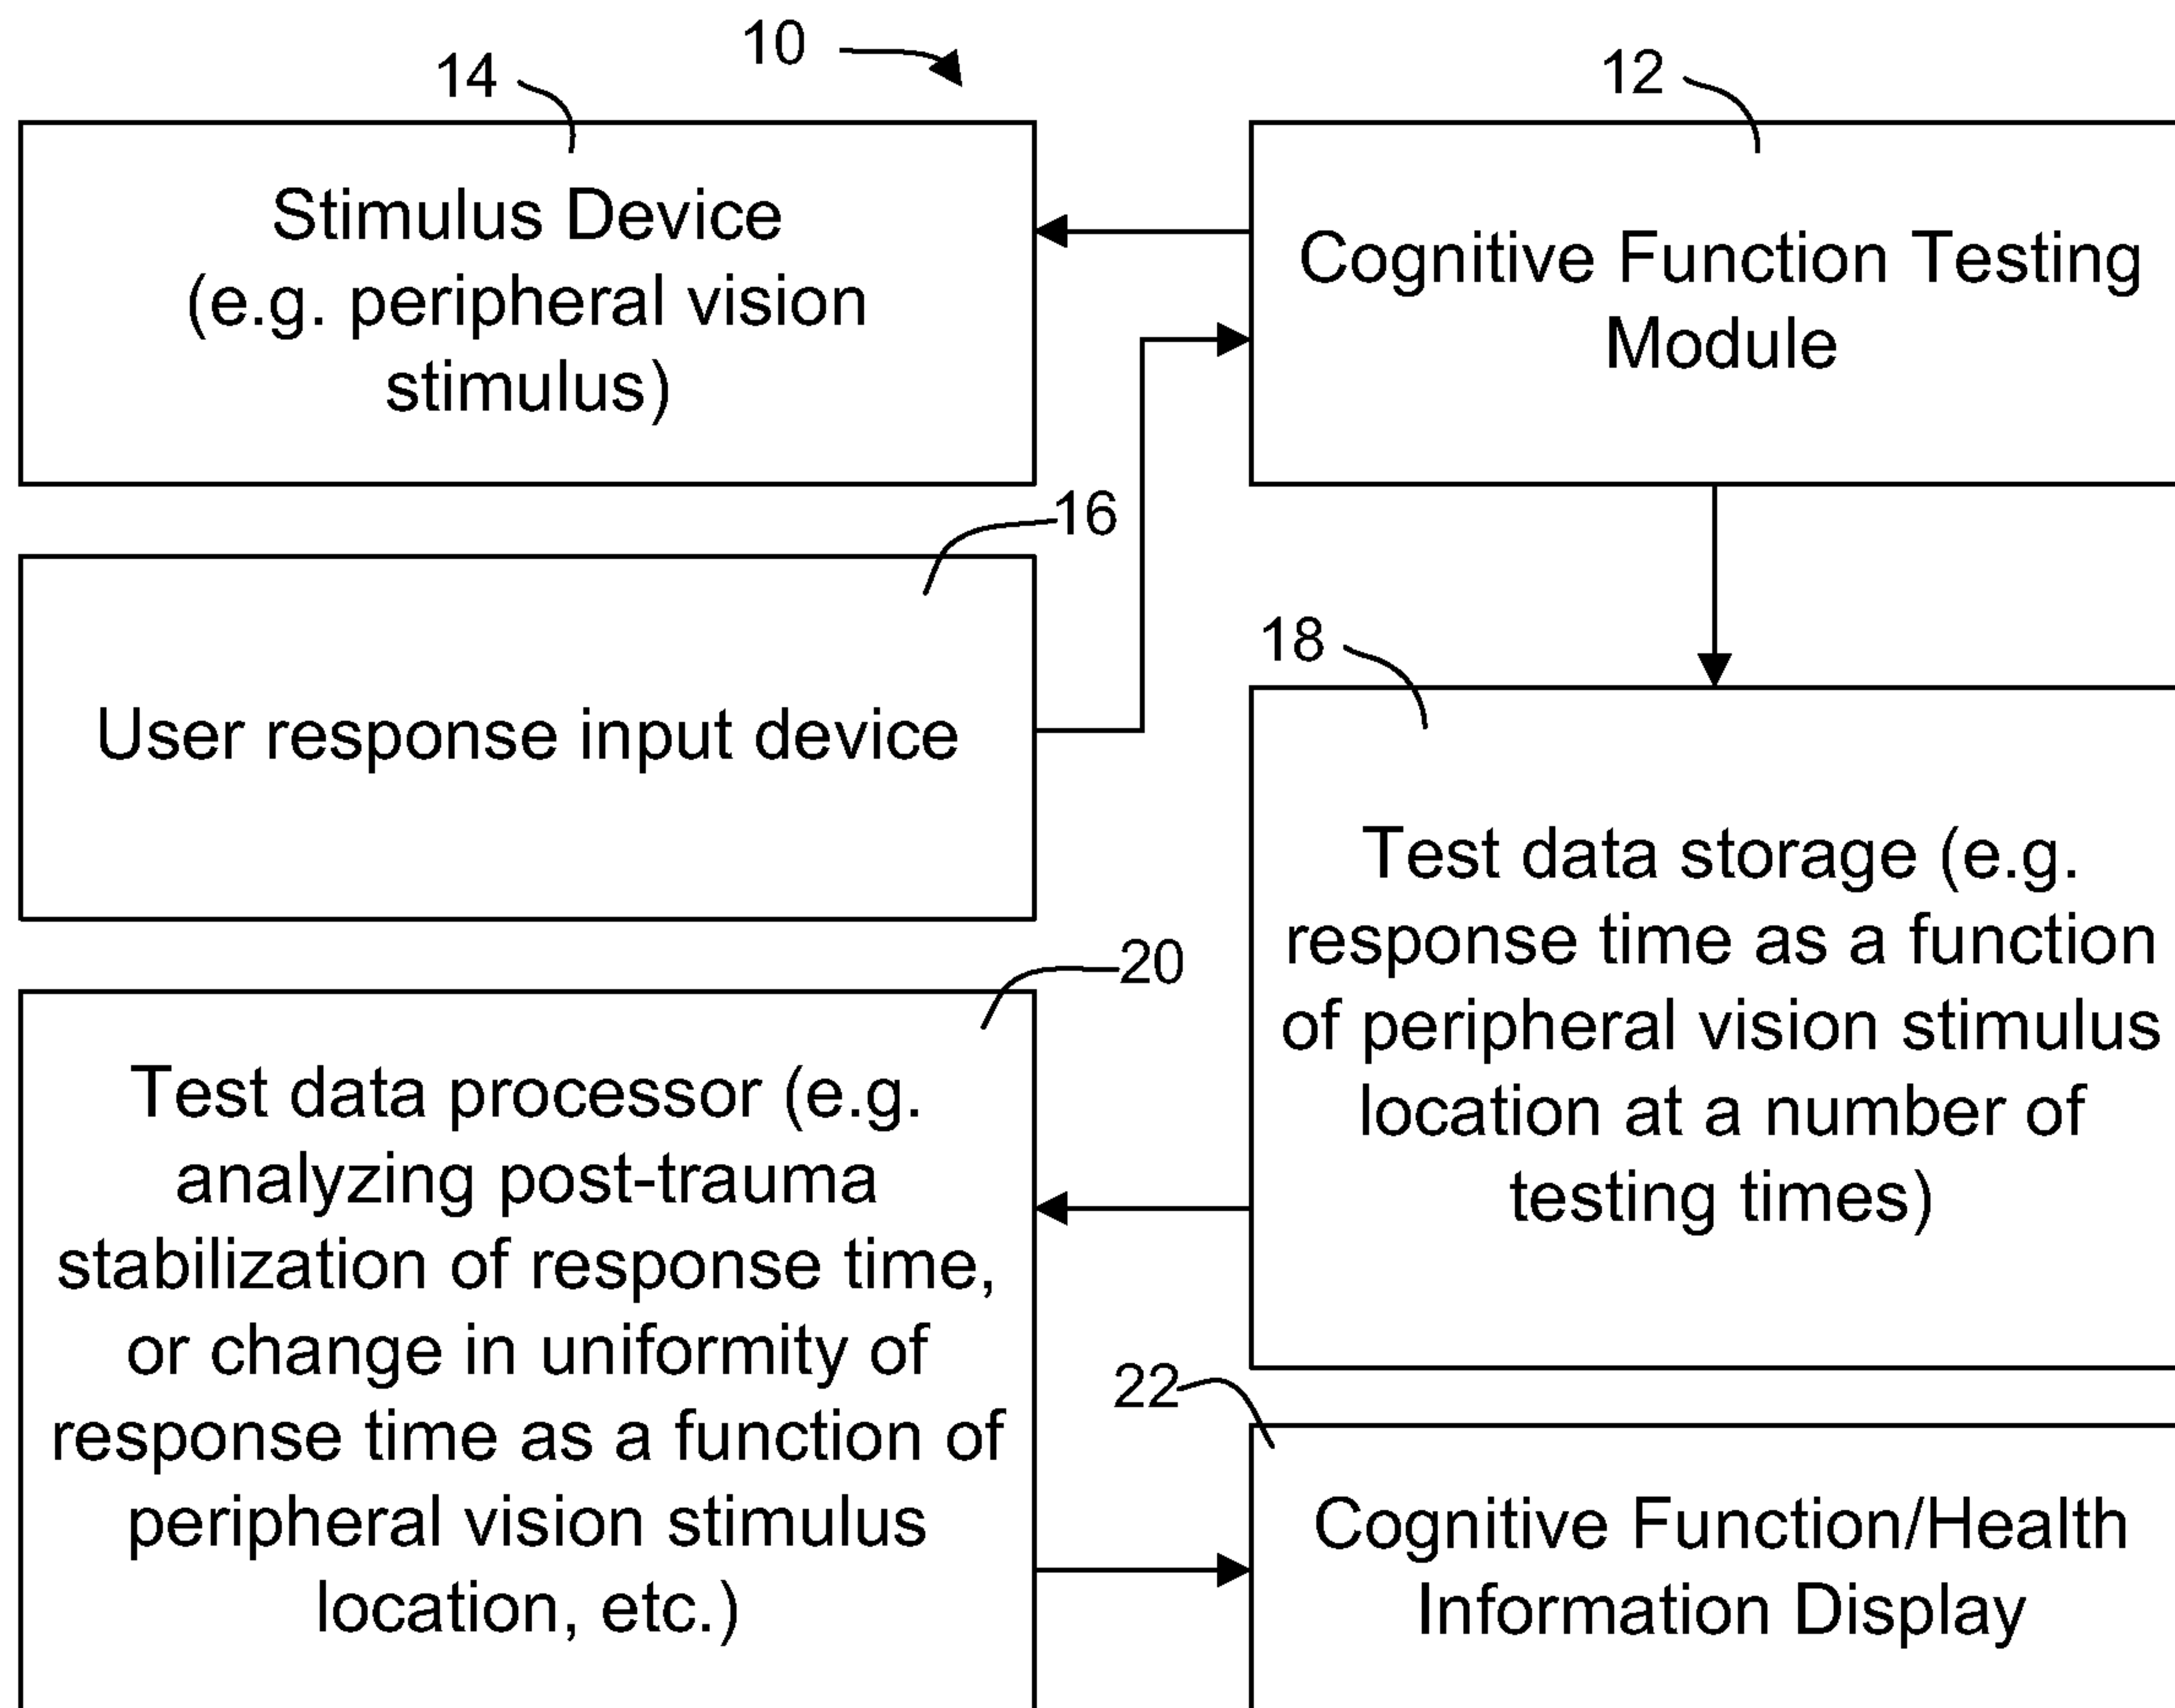 10
14
12
Stimulus Device
(e.g. peripheral vision
stimulus)
Cognitive Function Testing
Module
16
User response input device
18
Test data storage (e.g.
response time as a function
of peripheral vision stimulus
location at a number of
testing times)
20
Test data processor (e.g.
analyzing post-trauma
stabilization of response time,
or change in uniformity of
response time as a function of
peripheral vision stimulus
location, etc.)
22
Cognitive Function/Health
Information Display